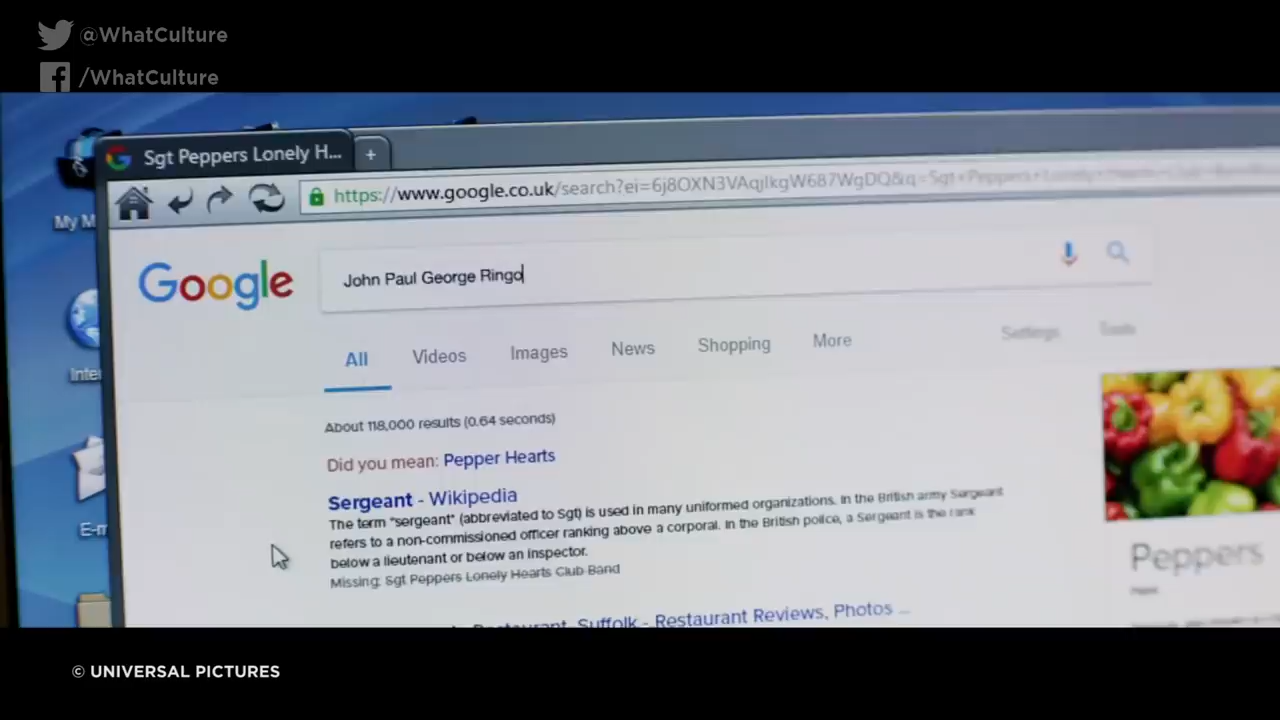 @WhatCulture
/WhatCulture
Sgt Peppers Lonely H...
+
My M
https://www.google.co.uk/search?ei=6j8OXN3VAqjlkgW687WgDQ&q=Sgt+Peppers+Lonely+Hearts+Club+
Google
John Paul George Ringo
All
Videos
Images
News
Shopping
More
Settings
Tools
Inte
About 118,000 results (0.64 seconds)
Did you mean: Pepper Hearts
Sergeant - Wikipedia
The term "sergeant" (abbreviated to Sgt) is used in many uniformed organizations. In the British army Sergeant
refers to a non-commissioned officer ranking above a corporal. In the British police, a Sergeant is the rank
below a lieutenant or below an inspector.
Missing: Sgt Peppers Lonely Hearts Club Band
E-m
Peppers
Restaurant, Suffolk - Restaurant Reviews, Photos ...
© UNIVERSAL PICTURES